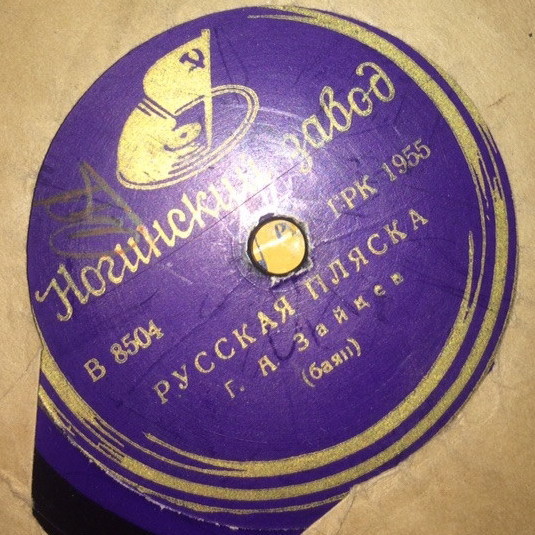 Ногинский завод
ГРК 1955
В 8504
РУССКАЯ ПЛЯСКА
Г. А. Зайцев
(баян)